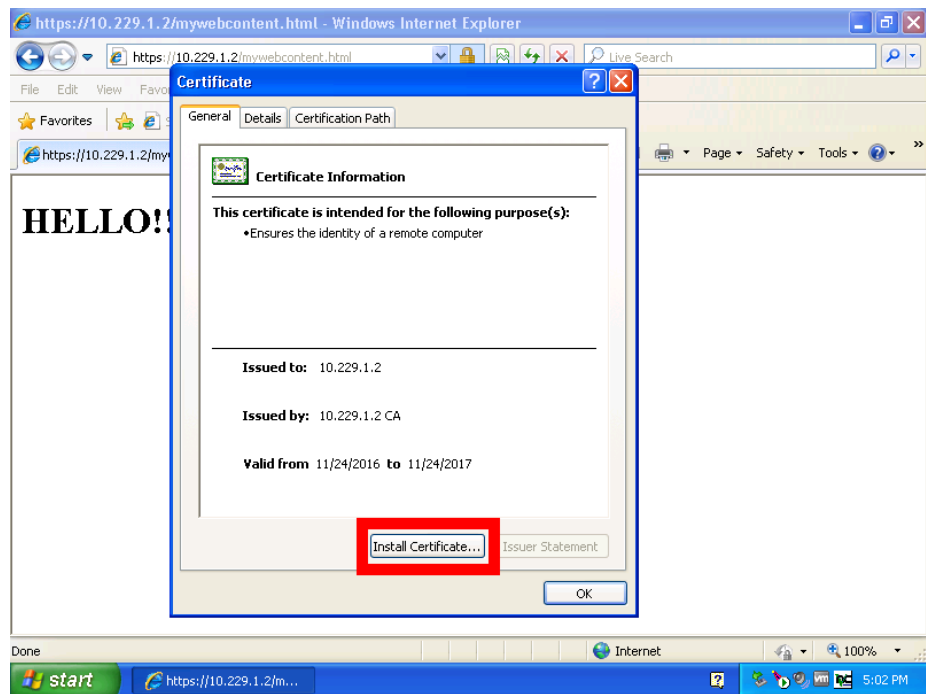 https://10.229.1.2/mywebcontent.html - Windows Internet Explorer
https://10.229.1.2/mywebcontent.html
Live Search
File Edit View Favo
Certificate
Favorites
General Details Certification Path
https://10.229.1.2/my
Page Safety Tools »
Certificate Information
This certificate is intended for the following purpose(s):
•Ensures the identity of a remote computer
HELLO!!
Issued to: 10.229.1.2
Issued by: 10.229.1.2 CA
Valid from 11/24/2016 to 11/24/2017
Install Certificate... Issuer Statement
OK
Done Internet 100%
start https://10.229.1.2/m... 5:02 PM